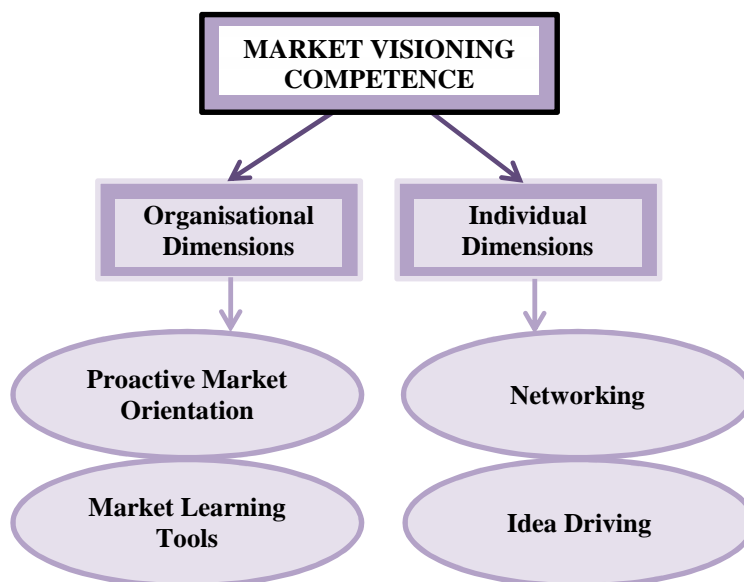 MARKET VISIONING
COMPETENCE
Organisational
Dimensions
Individual
Dimensions
Proactive Market
Orientation
Networking
Market Learning
Tools
Idea Driving